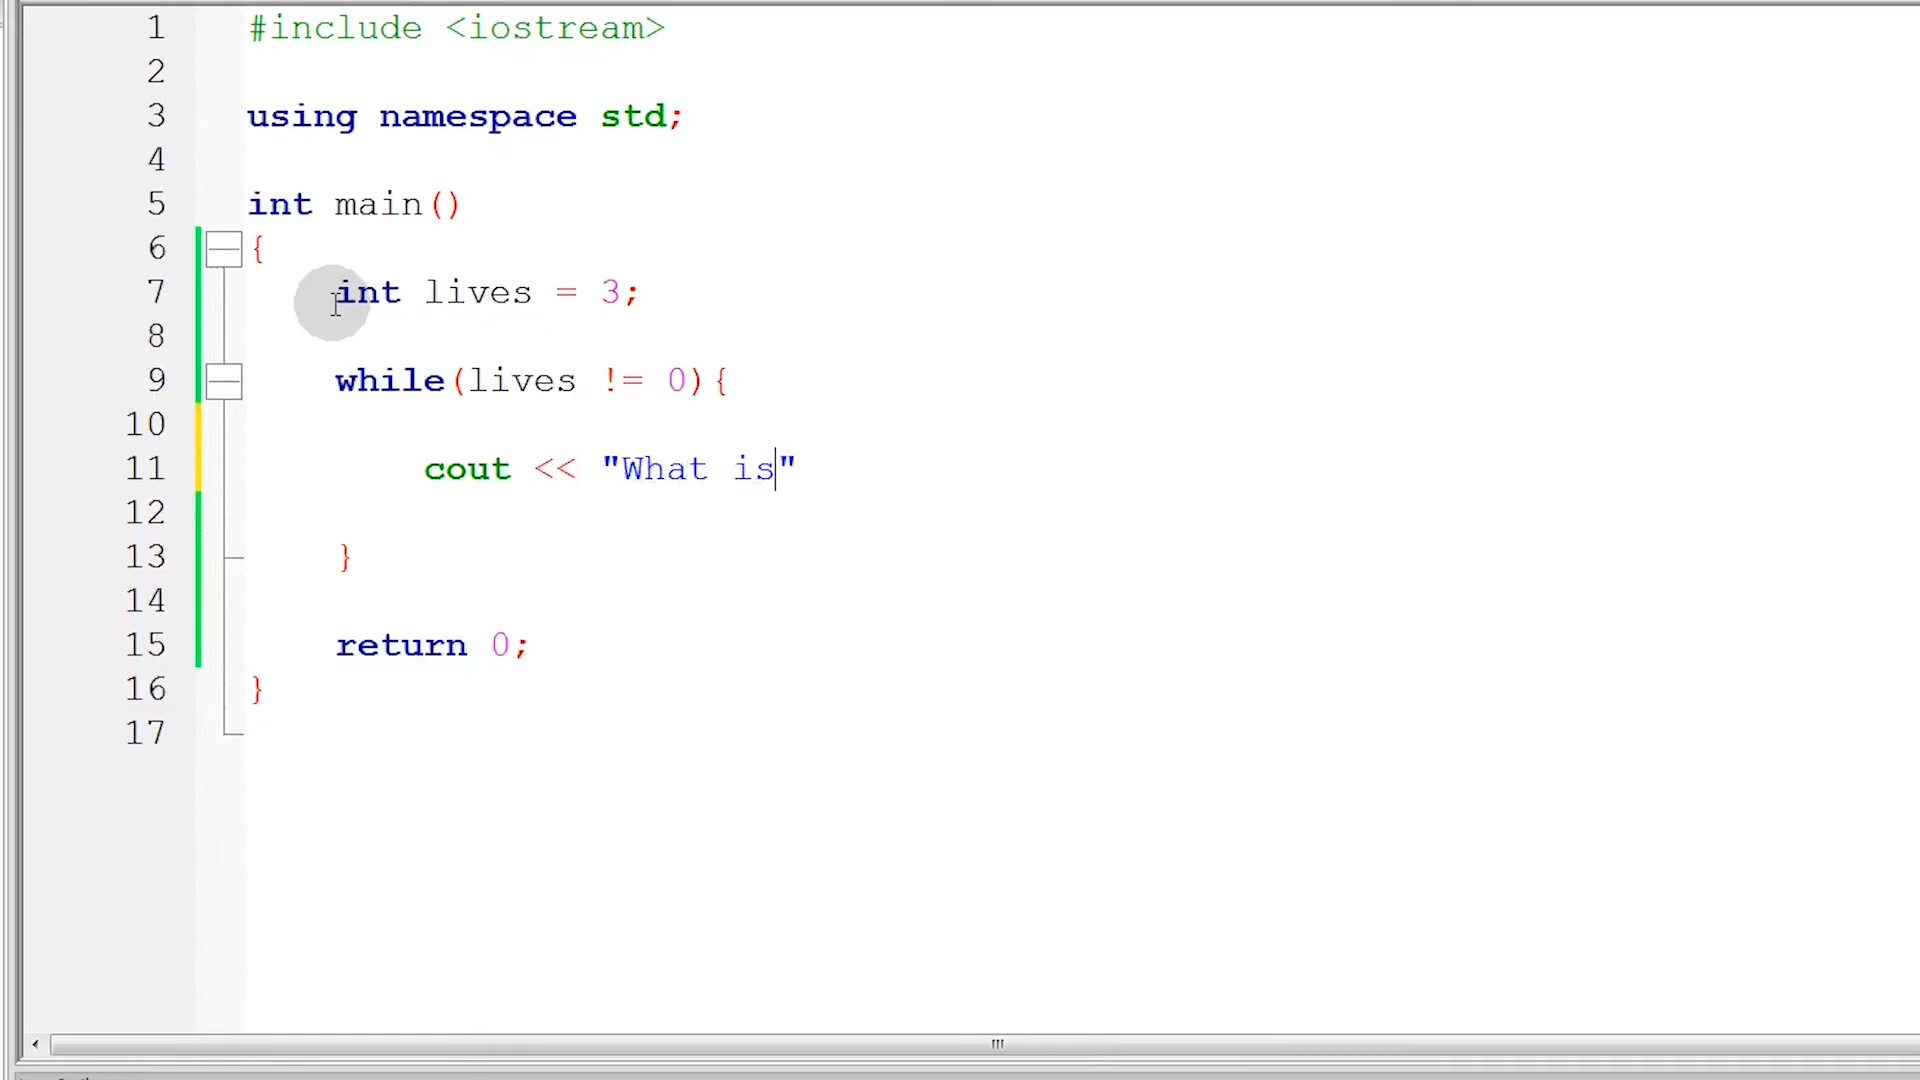 1 #include <iostream>
2
3 using namespace std;
4
5 int main()
6 {
7     int lives = 3;
8
9     while(lives != 0){
10
11         cout << "What is"
12
13     }
14
15     return 0;
16 }
17